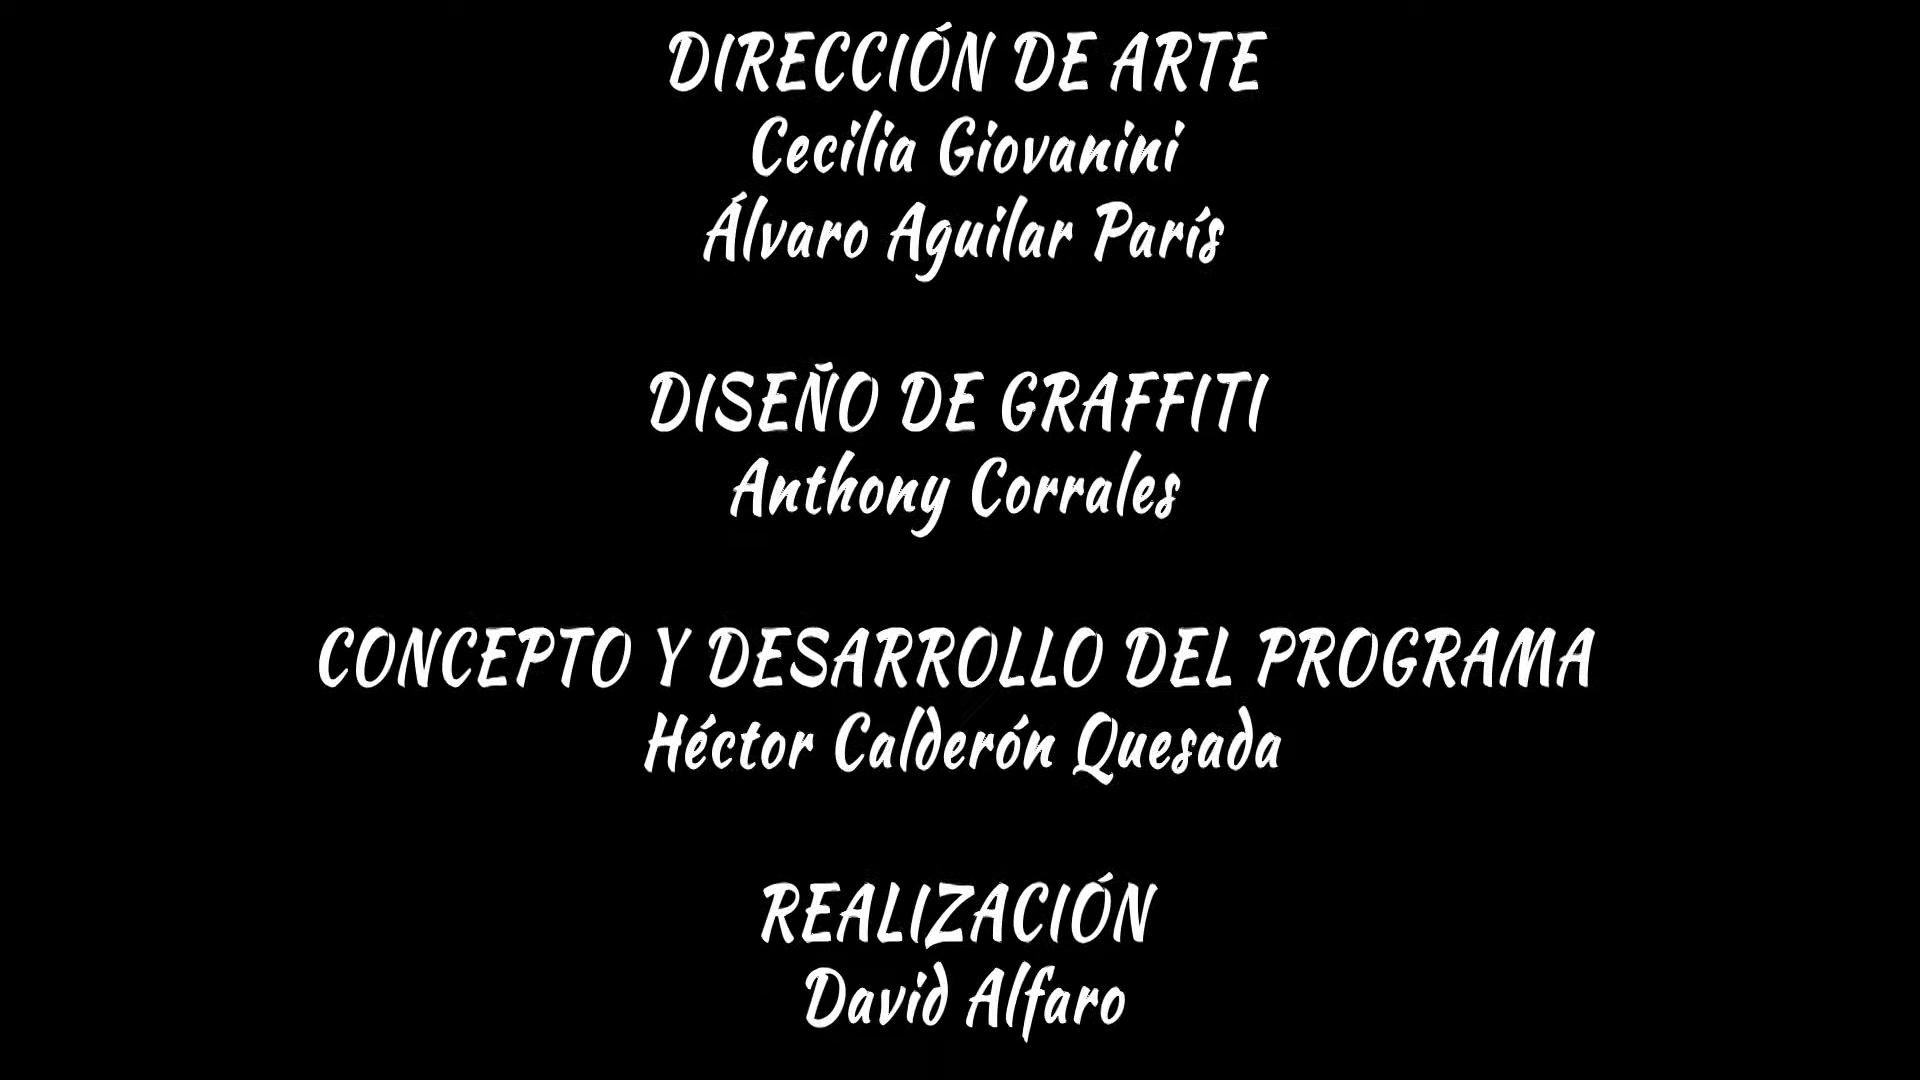 DIRECCIÓN DE ARTE
Cecilia Giovanini
Álvaro Aguilar París
DISEÑO DE GRAFFITI
Anthony Corrales
CONCEPTO Y DESARROLLO DEL PROGRAMA
Héctor Calderón Quesada
REALIZACIÓN
David Alfaro